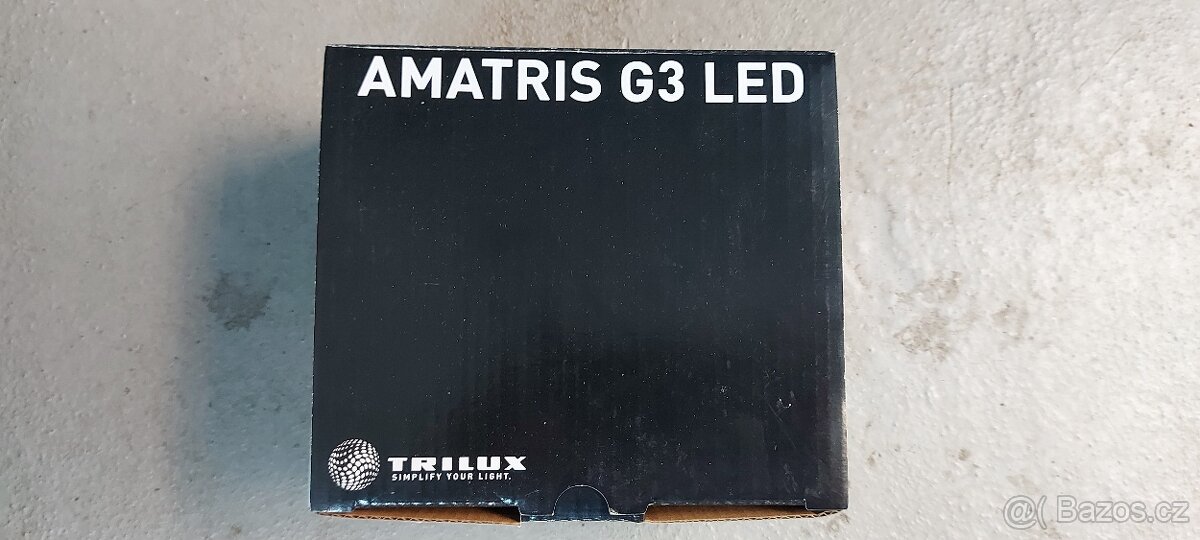 AMATRIS G3 LED
TRILUX
SIMPLIFY YOUR LIGHT.
@( Bazos.cz